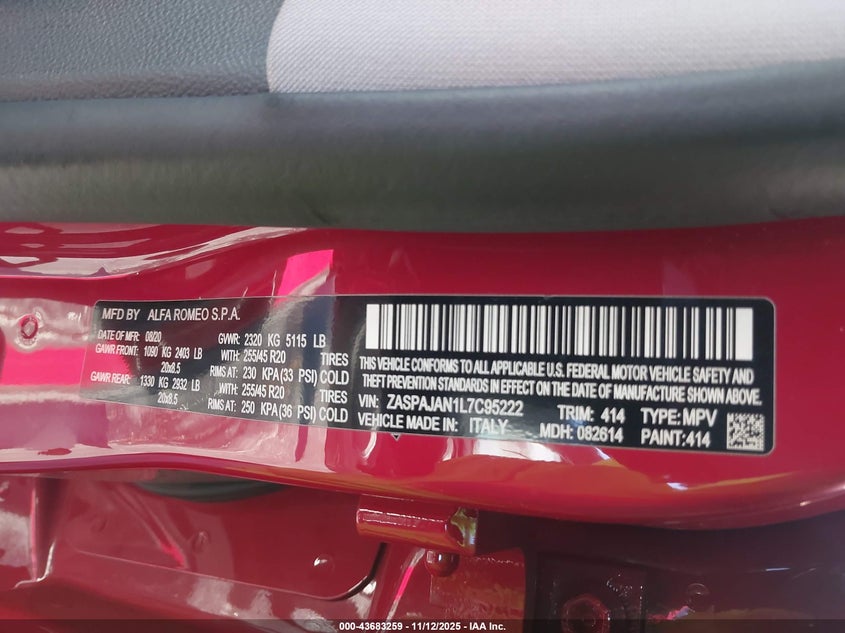 MFD BY ALFA ROMEO S.P.A.
DATE OF MFR: 08/20 GVWR: 2320 KG 5115 LB
GAWR FRONT: 1090 KG 2403 LB WITH: 255/45 R20 TIRES
20x8.5 RIMS AT: 230 KPA(33 PSI) COLD
GAWR REAR: 1330 KG 2932 LB WITH: 255/45 R20 TIRES
20x8.5 RIMS AT: 250 KPA(36 PSI) COLD
THIS VEHICLE CONFORMS TO ALL APPLICABLE U.S. FEDERAL MOTOR VEHICLE SAFETY AND
THEFT PREVENTION STANDARDS IN EFFECT ON THE DATE OF MANUFACTURE SHOWN ABOVE.
VIN: ZASPAJAN1L7C95222 TRIM: 414 TYPE: MPV
VEHICLE MADE IN: ITALY MDH: 082614 PAINT:414
000-43683259 - 11/12/2025 - IAA Inc.